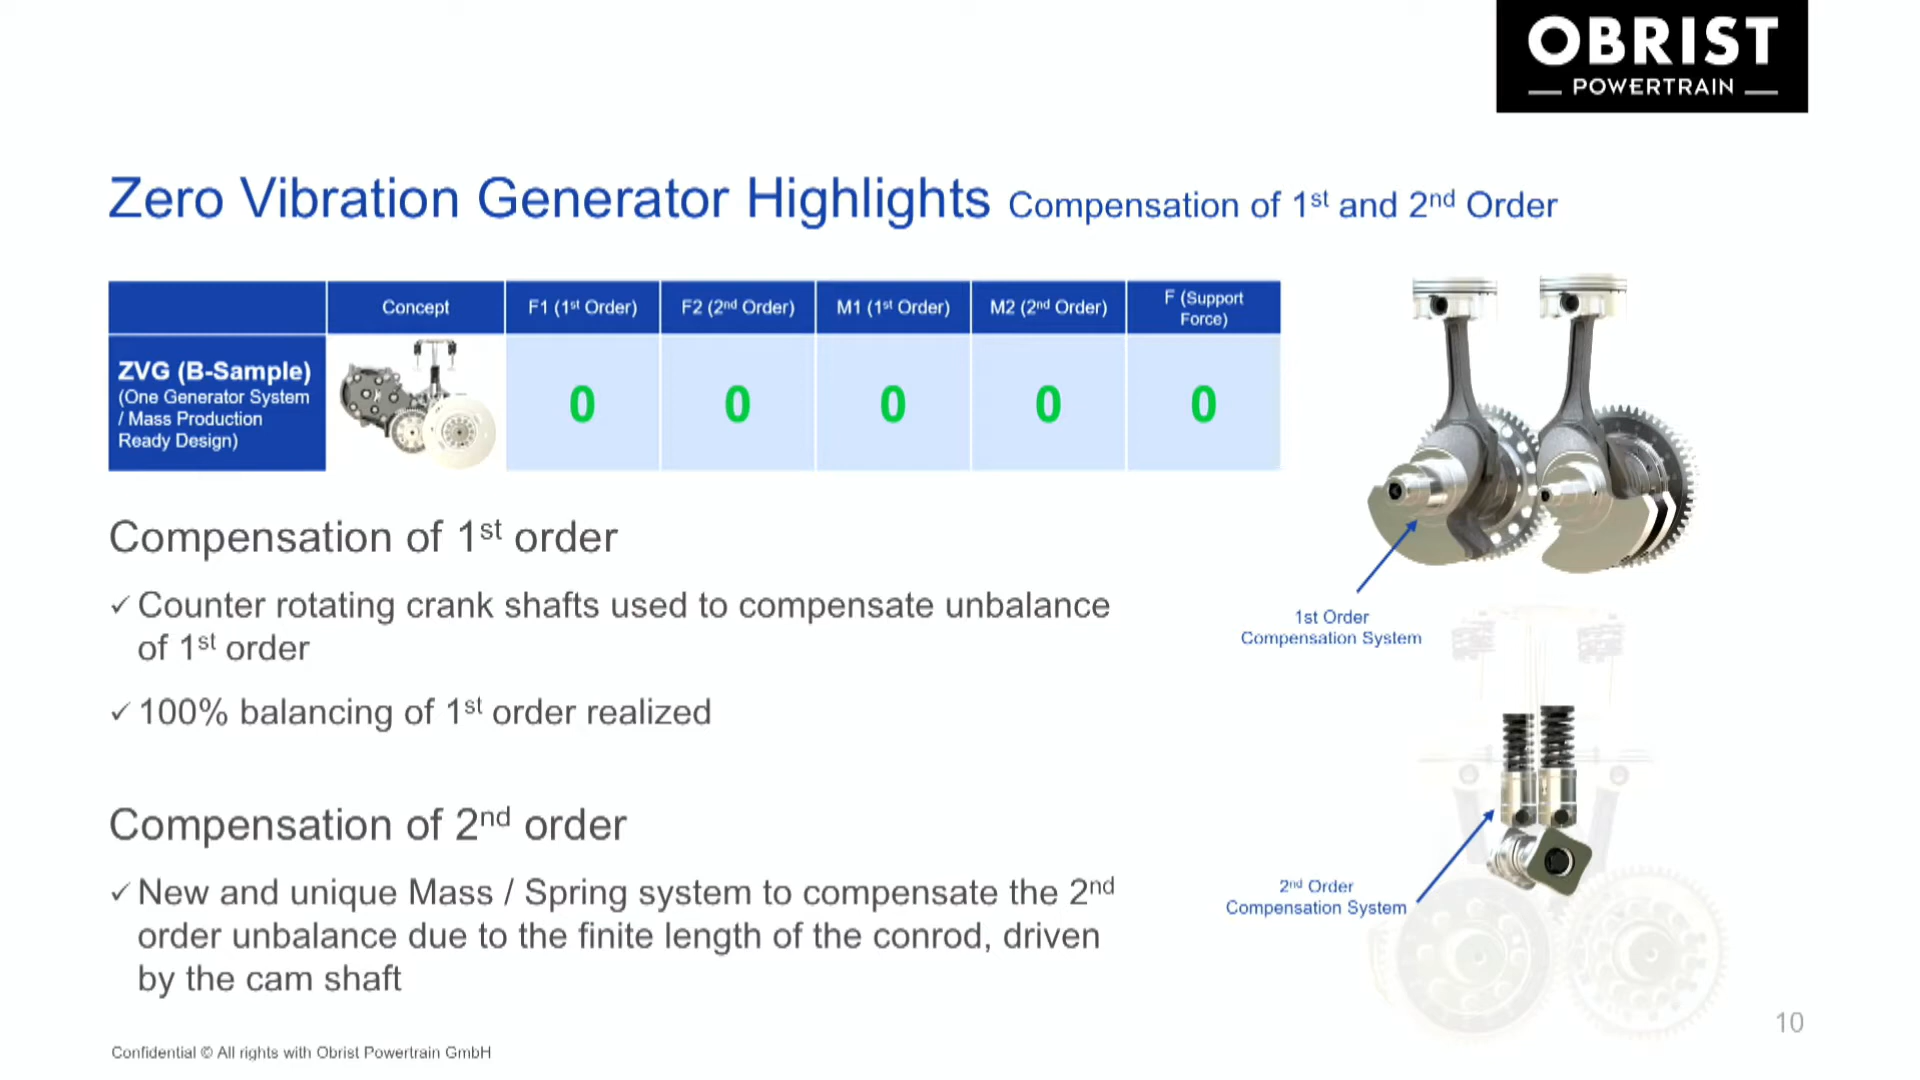 OBRIST
POWERTRAIN
Zero Vibration Generator Highlights Compensation of 1st and 2nd Order
Concept
F1 (1st Order)
F2 (2nd Order)
M1 (1st Order)
M2 (2nd Order)
F (Support
Force)
ZVG (B-Sample)
(One Generator System
/ Mass Production
Ready Design)
0
0
0
0
0
Compensation of 1st order
✓ Counter rotating crank shafts used to compensate unbalance
of 1st order
✓ 100% balancing of 1st order realized
1st Order
Compensation System
Compensation of 2nd order
✓ New and unique Mass / Spring system to compensate the 2nd
order unbalance due to the finite length of the conrod, driven
by the cam shaft
2nd Order
Compensation System
10
Confidential © All rights with Obrist Powertrain GmbH